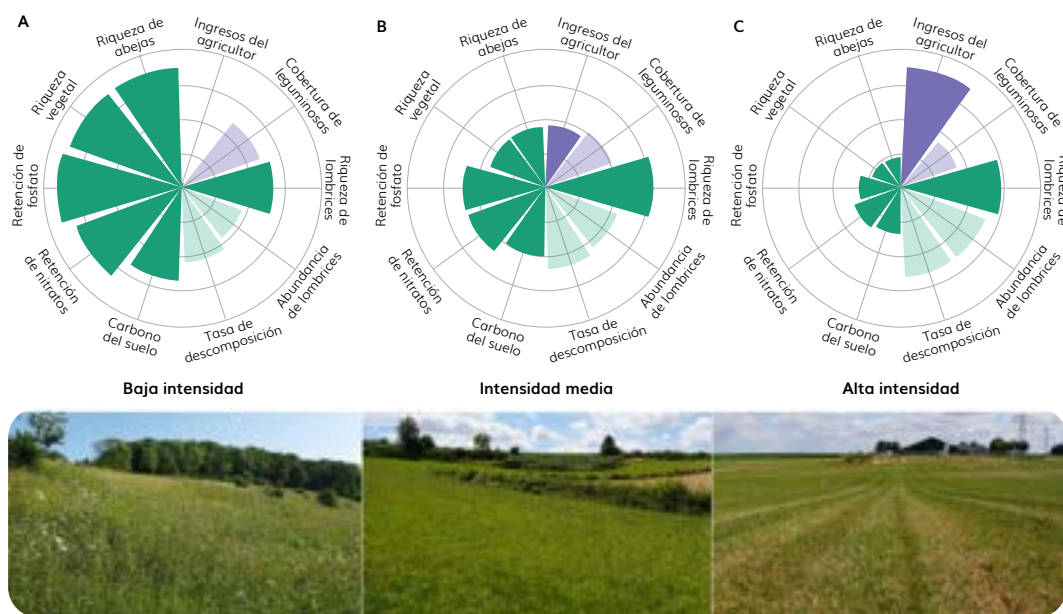 A
Riqueza de
abejas
Ingresos del
agricultor
Cobertura de
leguminosas
Riqueza de
lombrices
Abundancia
de lombrices
Tasa de
descomposición
Carbono
del suelo
Retención
de nitratos
Retención de
fosfato
Riqueza
vegetal
Baja intensidad
B
Riqueza de
abejas
Ingresos del
agricultor
Cobertura de
leguminosas
Riqueza de
lombrices
Abundancia
de lombrices
Tasa de
descomposición
Carbono
del suelo
Retención
de nitratos
Retención de
fosfato
Riqueza
vegetal
Intensidad media
C
Riqueza de
abejas
Ingresos del
agricultor
Cobertura de
leguminosas
Riqueza de
lombrices
Abundancia
de lombrices
Tasa de
descomposición
Carbono
del suelo
Retención
de nitratos
Retención de
fosfato
Riqueza
vegetal
Alta intensidad